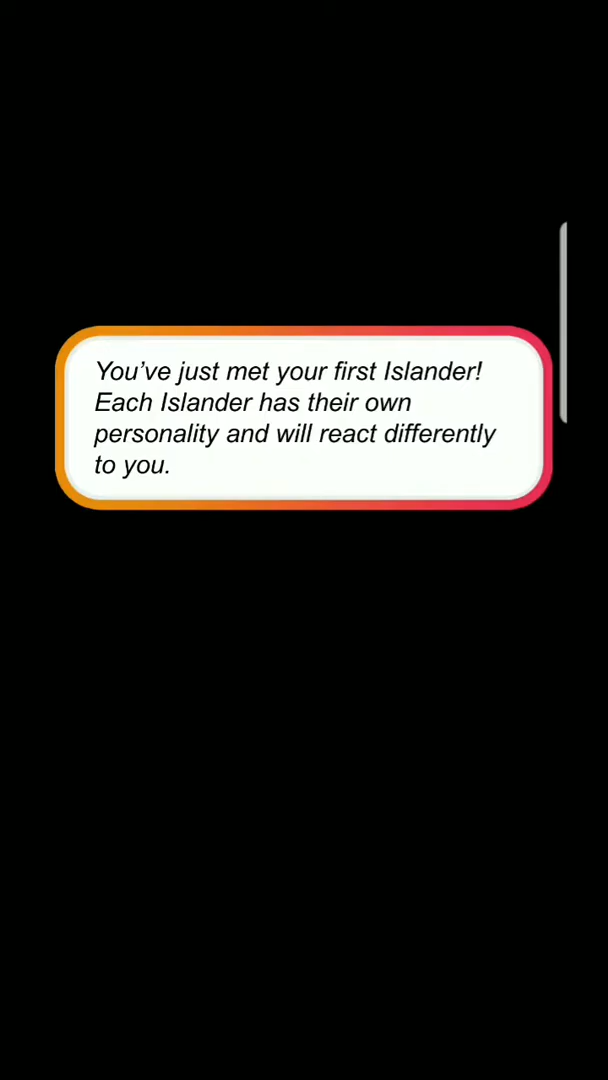 You’ve just met your first Islander!
Each Islander has their own
personality and will react differently
to you.